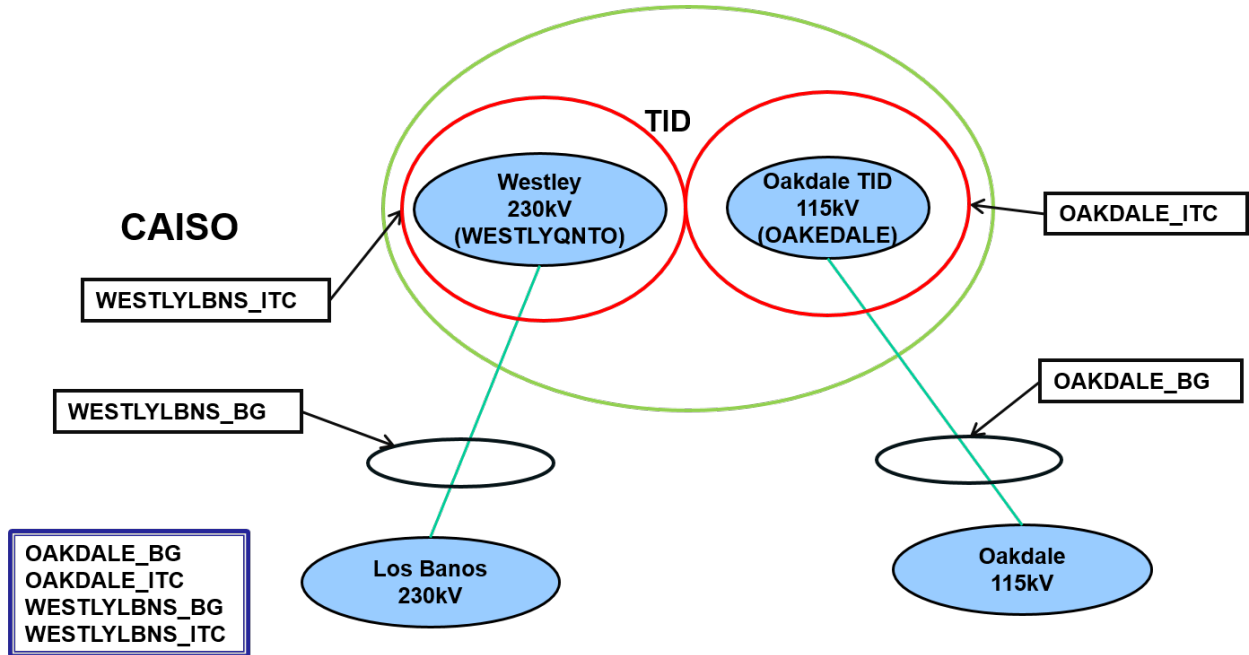 TID
Westley
230kV
(WESTLYQNTO)
Oakdale TID
115kV
(OAKEDALE)
CAISO
OAKDALE_ITC
WESTLYLBNS_ITC
WESTLYLBNS_BG
OAKDALE_BG
Los Banos
230kV
Oakdale
115kV
OAKDALE_BG
OAKDALE_ITC
WESTLYLBNS_BG
WESTLYLBNS_ITC